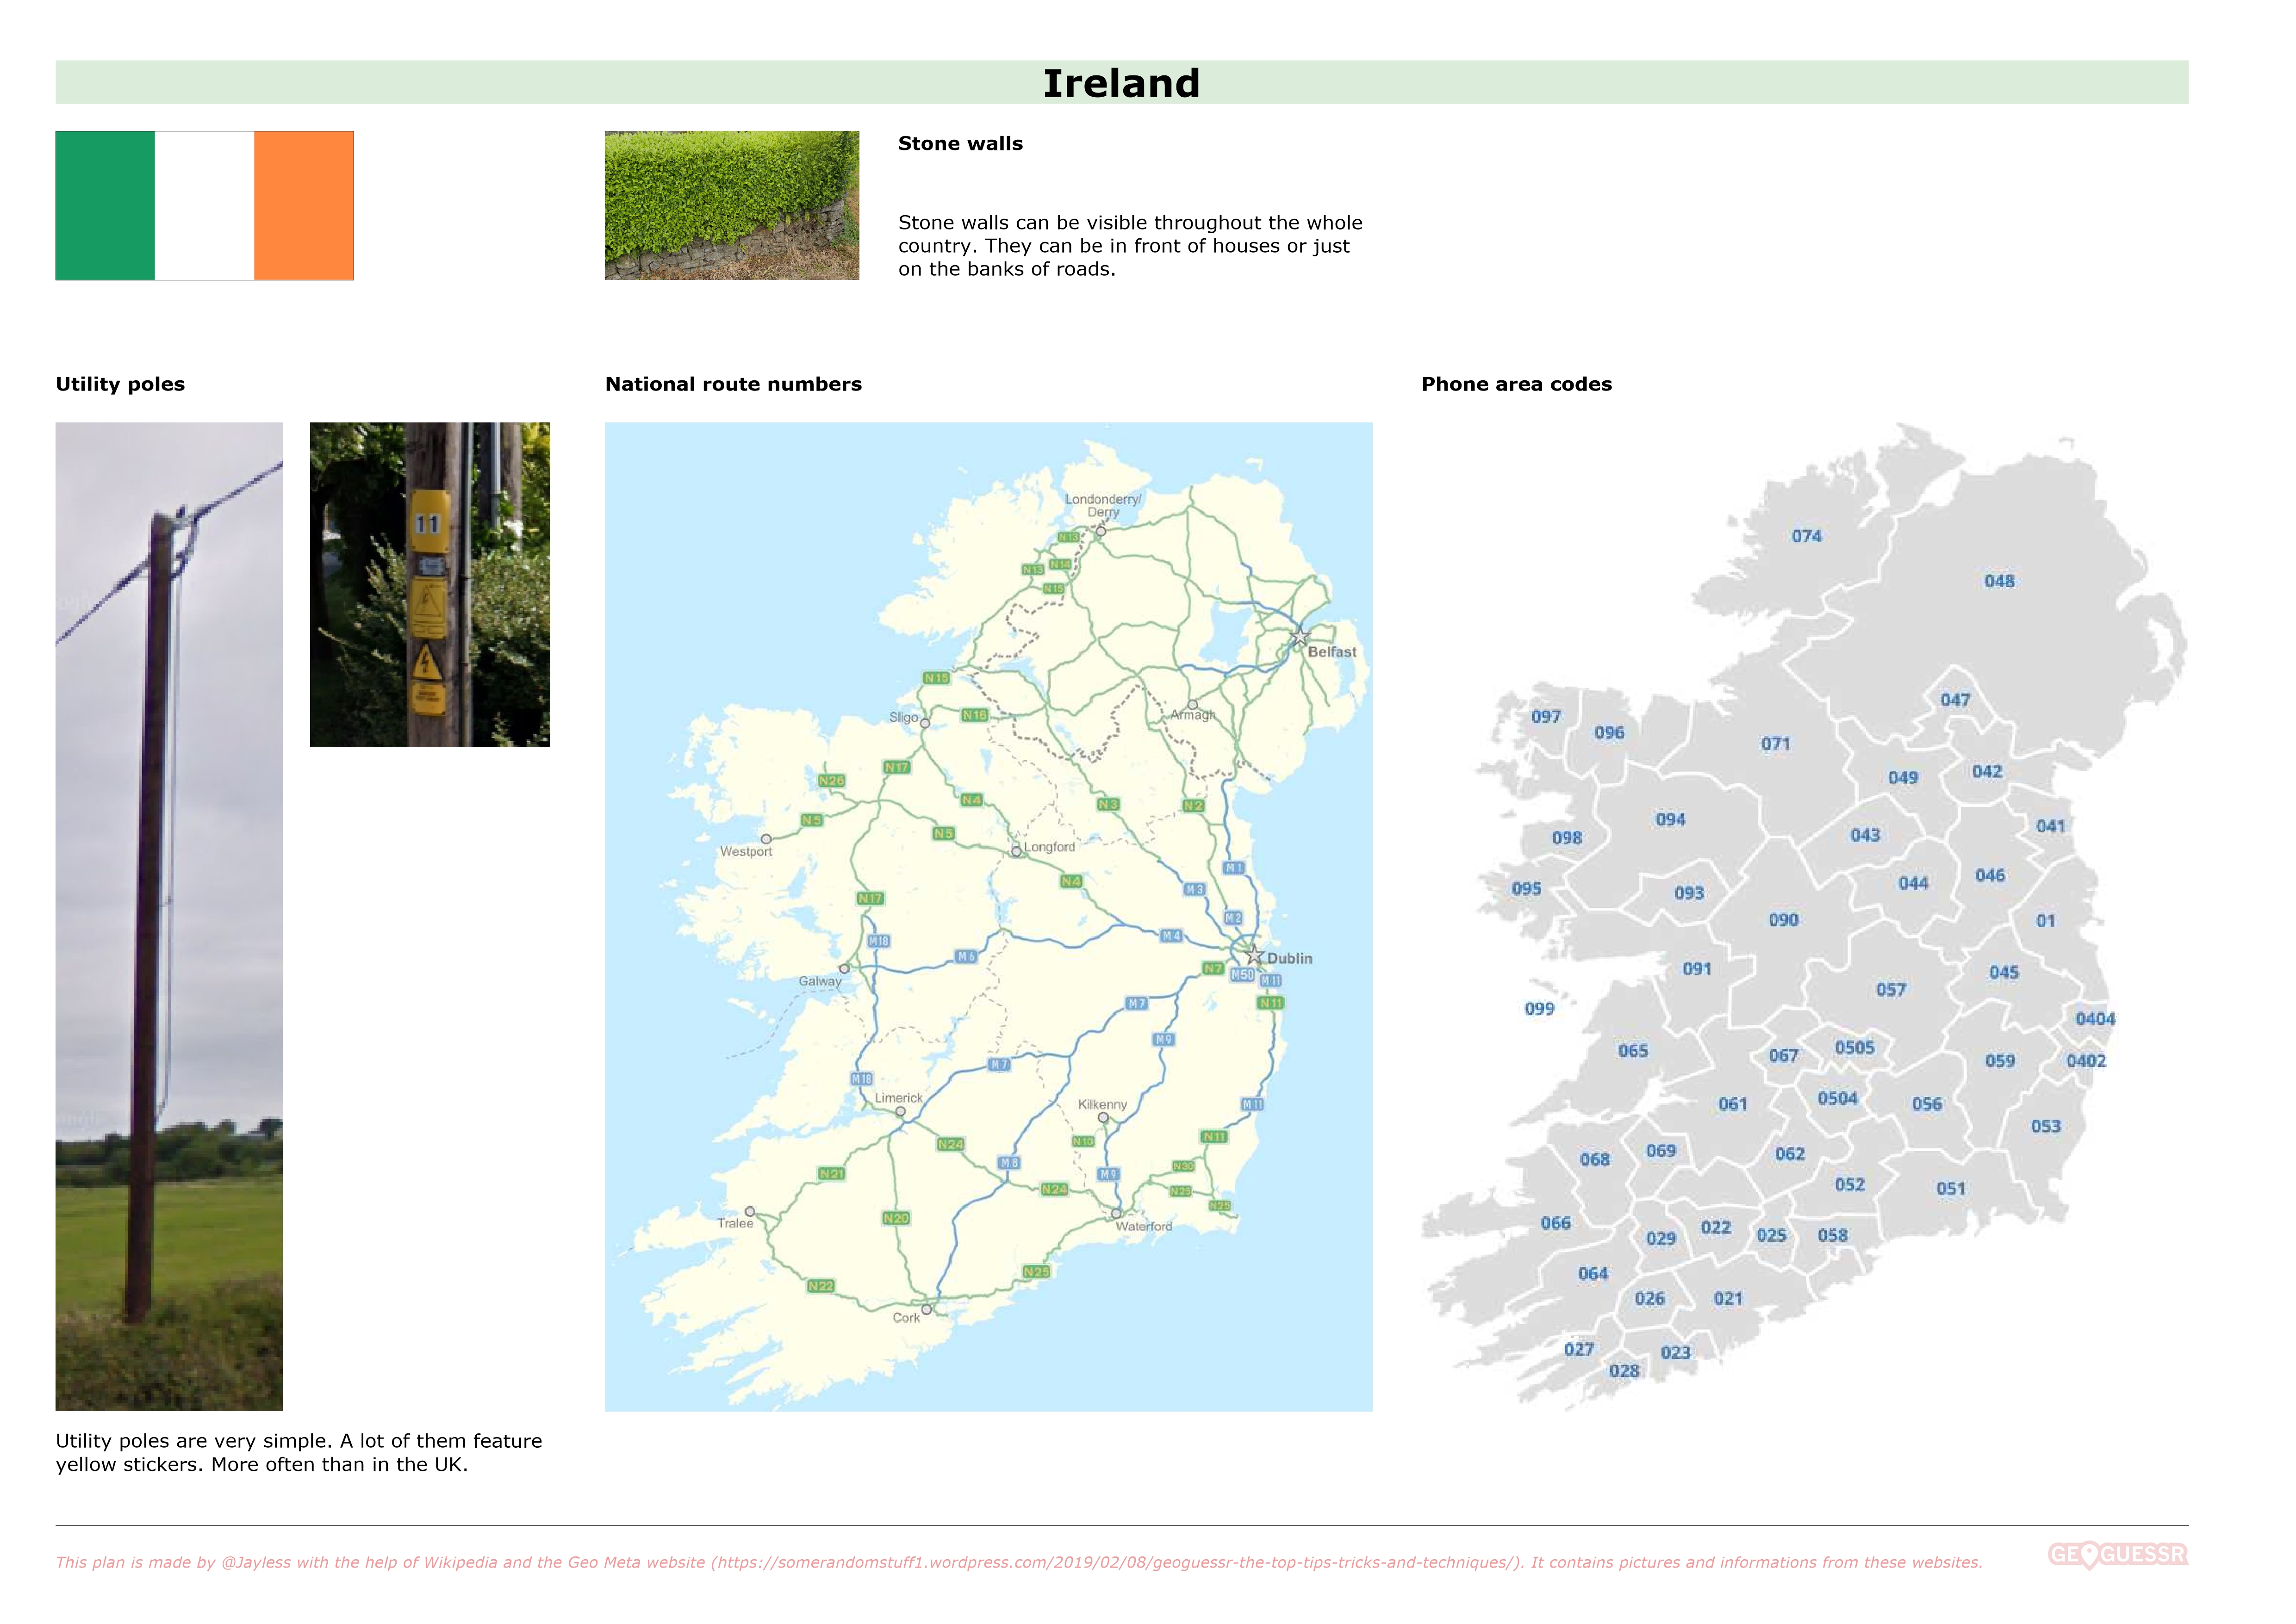 Ireland
Stone walls
Stone walls can be visible throughout the whole
country. They can be in front of houses or just
on the banks of roads.
Utility poles
National route numbers
Phone area codes
11
Utility poles are very simple. A lot of them feature
yellow stickers. More often than in the UK.
Londonderry/
Derry
N13
N14
N13
N15
Belfast
N15
Sligo
N16
Armagh
N17
N26
N4
N3
N2
N5
N5
Westport
Longford
M1
N4
M3
N17
M2
M4
M18
M6
Dublin
N7
M50
M11
Galway
M7
N11
M9
M7
M18
Limerick
Kilkenny
M11
N10
N11
N24
M8
N30
N21
M9
N24
N25
N25
Tralee
N20
Waterford
N25
N22
Cork
074
048
047
097
096
071
049
042
094
041
098
043
046
044
095
093
090
01
091
045
057
099
0404
065
067
0505
059
0402
061
0504
056
053
068
069
062
052
051
066
029
022
025
058
064
026
021
027
023
028
This plan is made by @Jayless with the help of Wikipedia and the Geo Meta website (https://somerandomstuff1.wordpress.com/2019/02/08/geoguessr-the-top-tips-tricks-and-techniques/). It contains pictures and informations from these websites.
GEOGUESSR